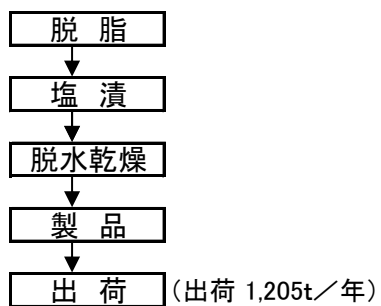 脱 脂
塩 漬
脱水乾燥
製 品
出 荷 (出荷 1,205t/年)